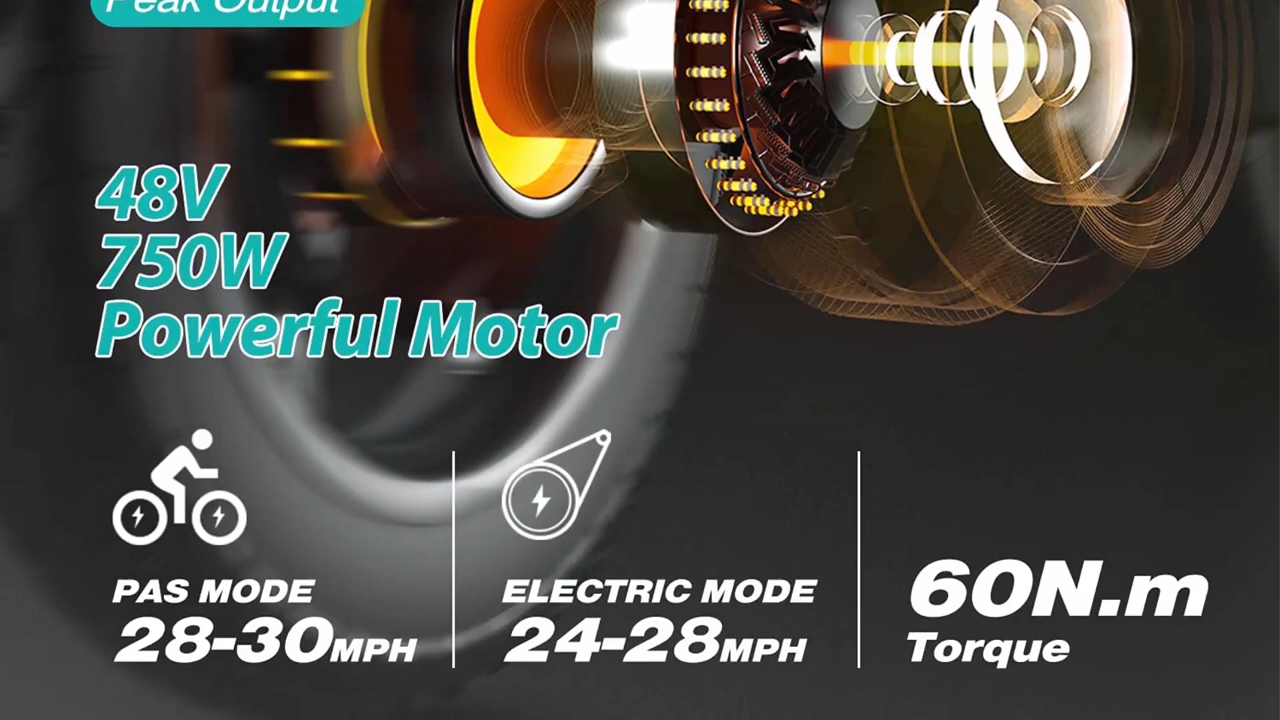 Peak Output
48V
750W
Powerful Motor
PAS MODE
28-30MPH
ELECTRIC MODE
24-28MPH
60N.m
Torque